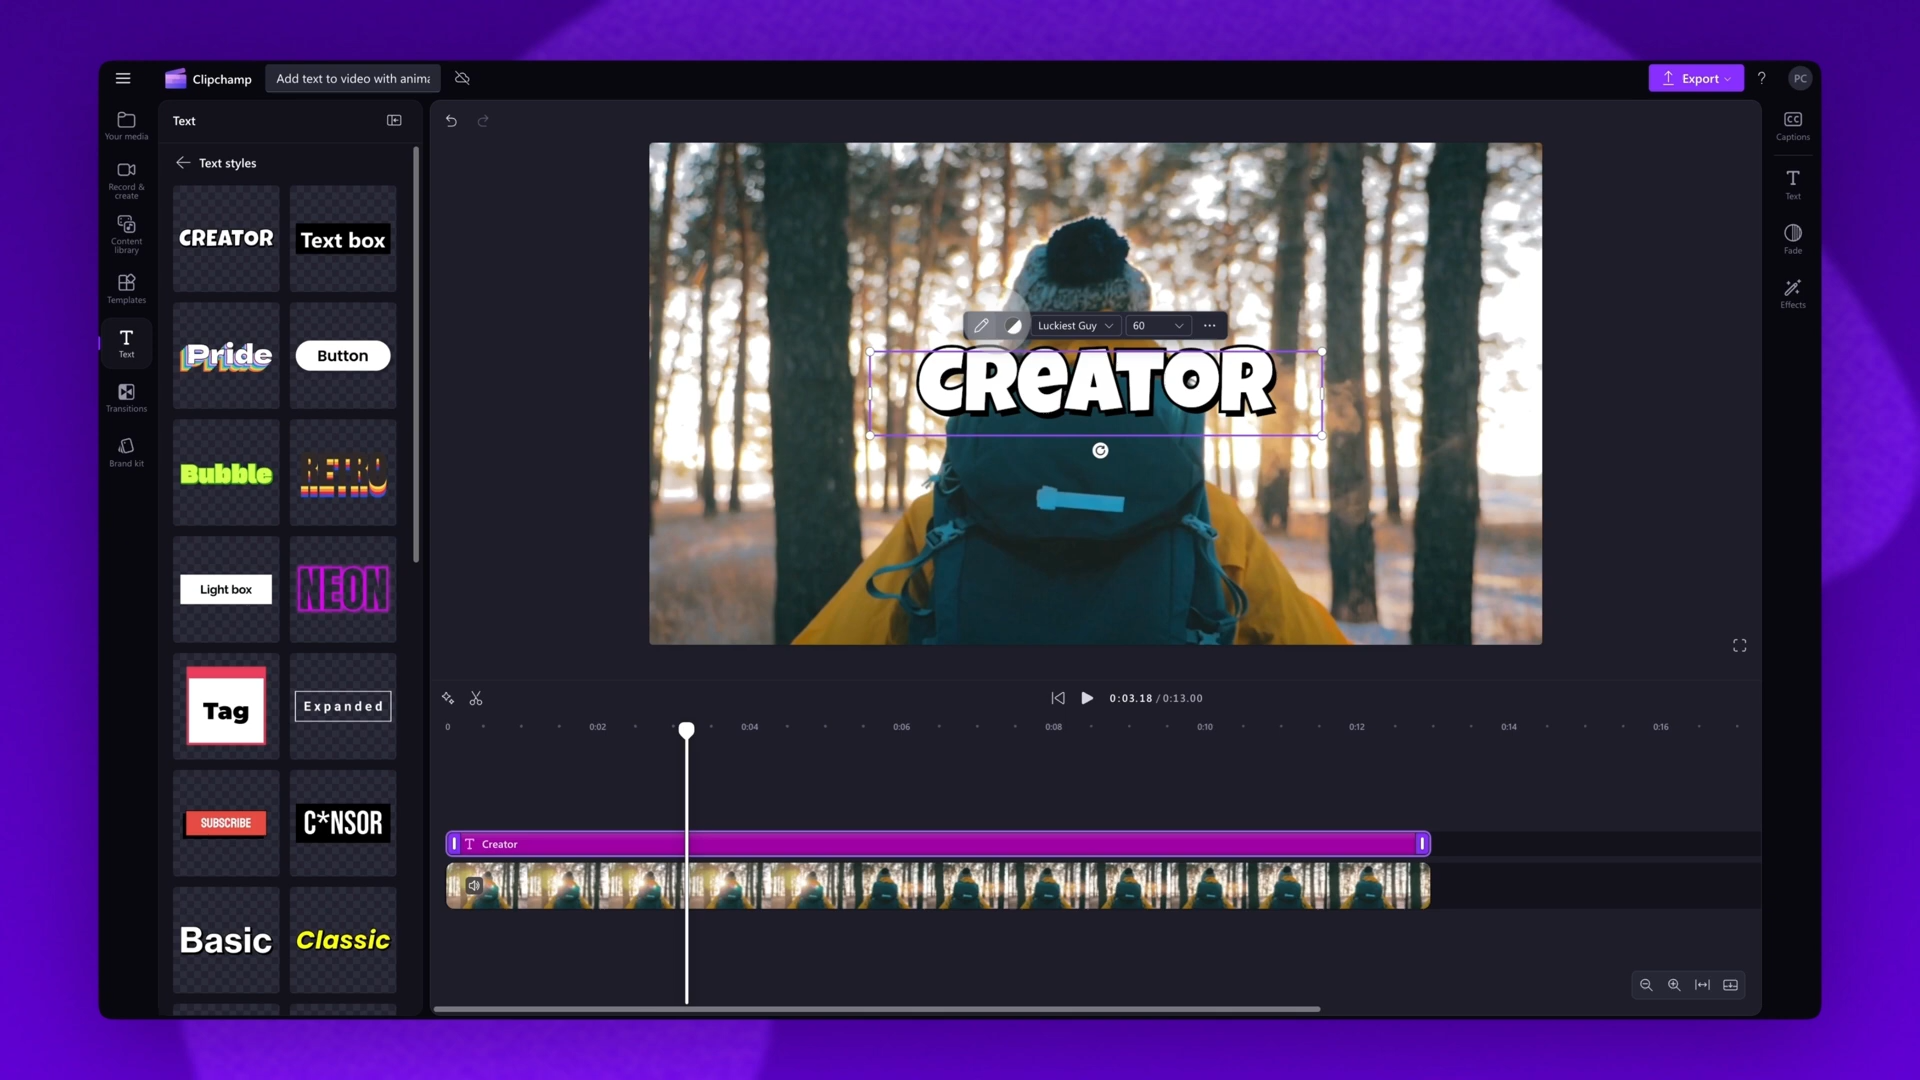 Clipchamp
Add text to video with anima
Export
?
PC
Your media
Record &
create
Content
library
Templates
Text
Transitions
Brand kit
Text
Text styles
CREATOR
Text box
Pride
Button
Bubble
RETRO
Light box
NEON
Tag
Expanded
SUBSCRIBE
C*NSOR
Basic
Classic
Luckiest Guy
60
CReATOR
CC
Captions
Text
Fade
Effects
0:03.18 / 0:13.00
0
0:02
0:04
0:06
0:08
0:10
0:12
0:14
0:16
T Creator